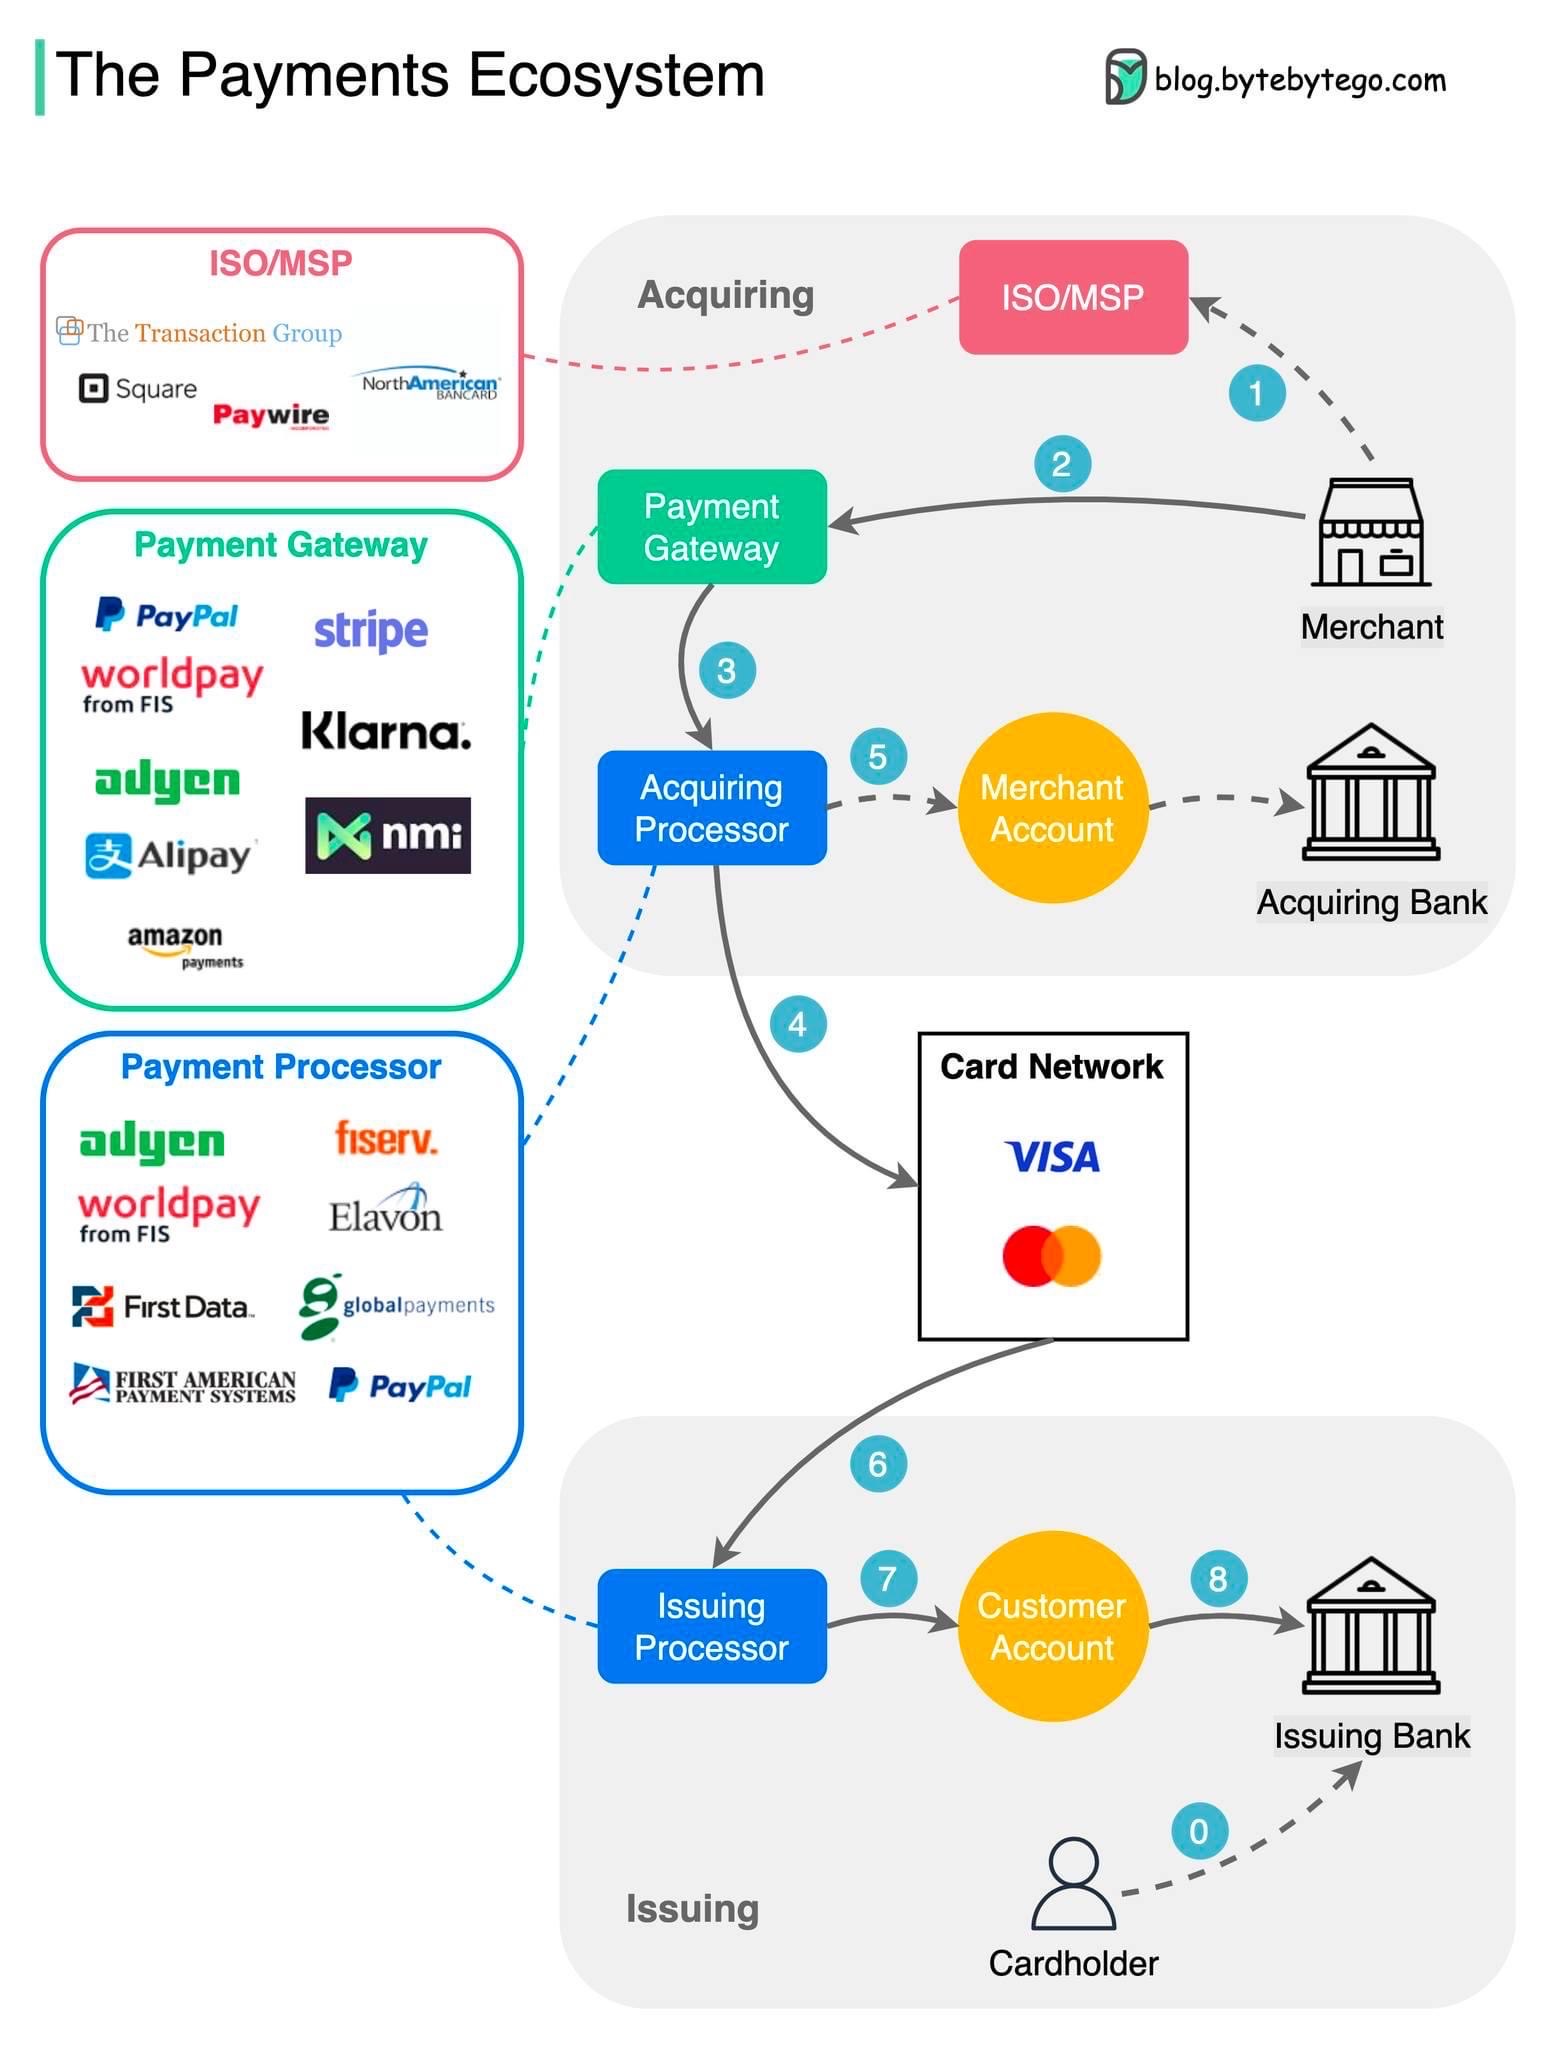 The Payments Ecosystem
blog.bytebytego.com
ISO/MSP
The Transaction Group
Square
NorthAmerican
BANCARD
Paywire
Acquiring
ISO/MSP
1
2
Payment
Gateway
Merchant
3
Payment Gateway
PayPal
stripe
worldpay
from FIS
Klarna.
adyen
nmi
支 Alipay
amazon
payments
Acquiring
Processor
5
Merchant
Account
Acquiring Bank
4
Card Network
VISA
Payment Processor
adyen
fiserv.
worldpay
from FIS
Elavon
First Data
globalpayments
FIRST AMERICAN
PAYMENT SYSTEMS
PayPal
6
Issuing
Processor
7
Customer
Account
8
Issuing Bank
0
Issuing
Cardholder